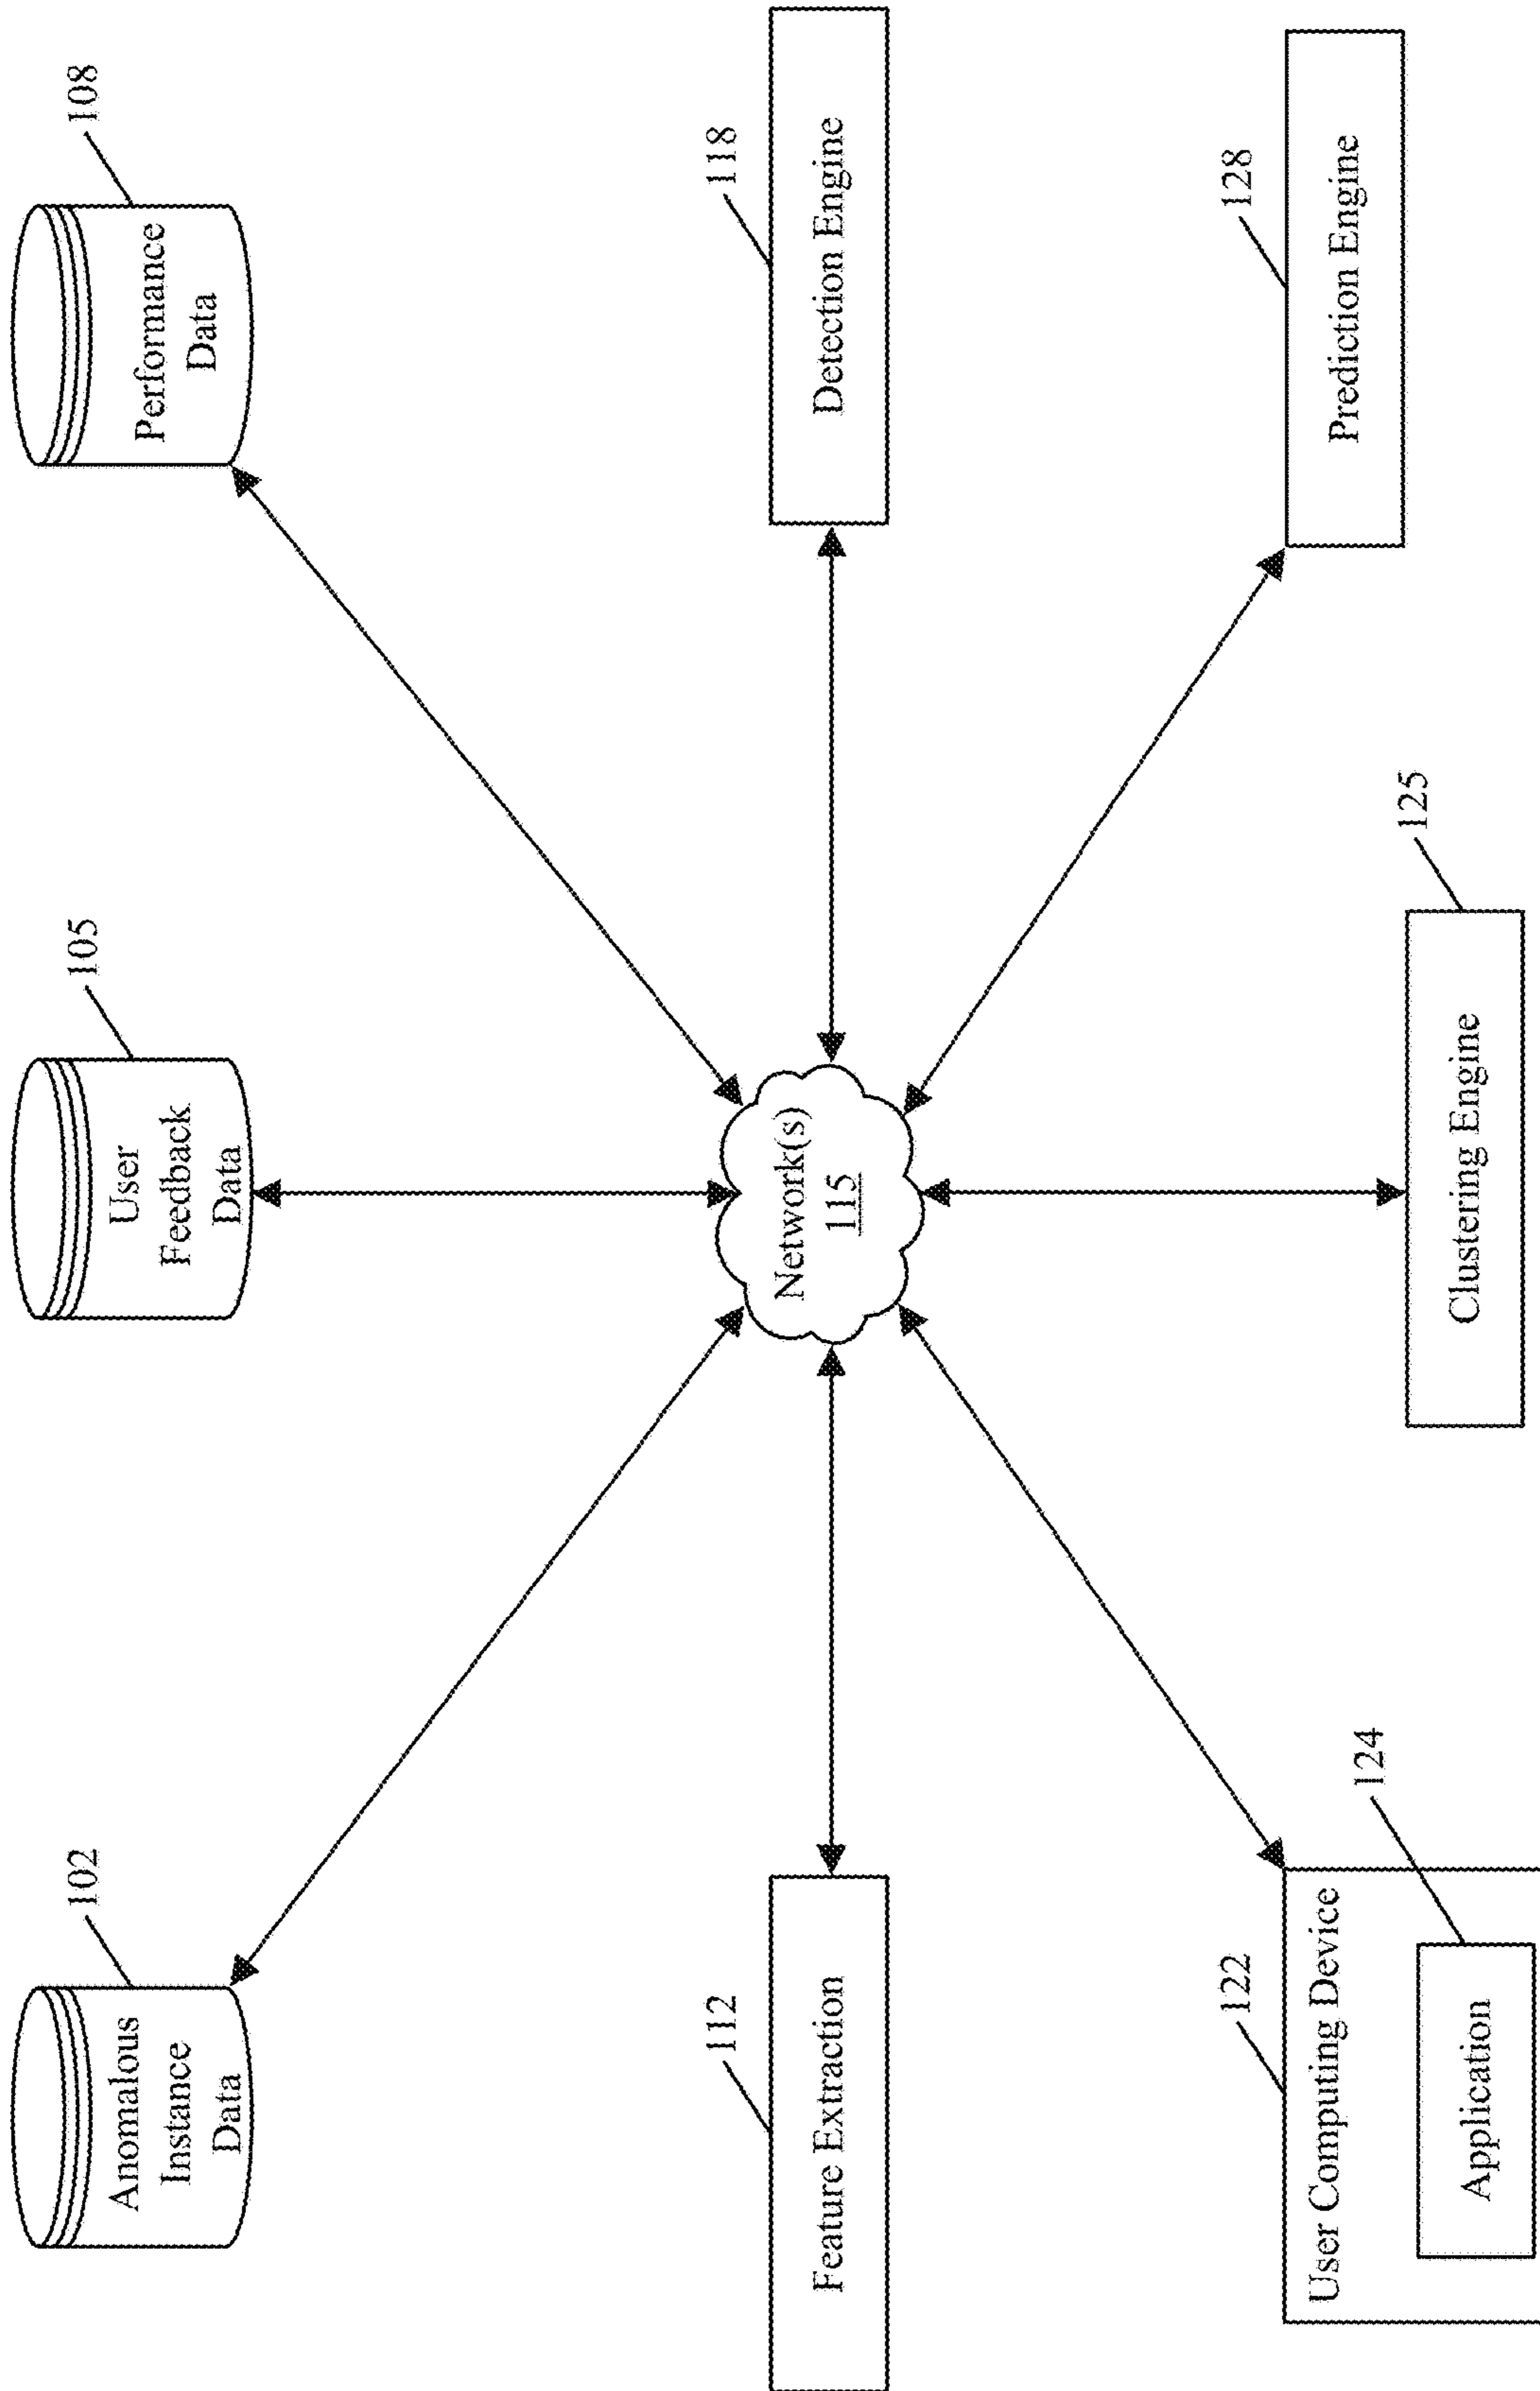 102
Anomalous
Instance
Data
105
User
Feedback
Data
108
Performance
Data
112
Feature Extraction
Network(s)
115
118
Detection Engine
122
User Computing Device
124
Application
125
Clustering Engine
128
Prediction Engine